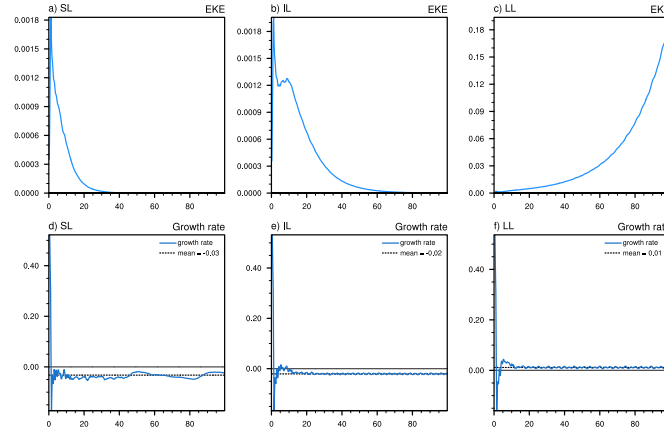 a) SL EKE
0.0018
0.0015
0.0012
0.0009
0.0006
0.0003
0.0000
0 20 40 60 80
b) IL EKE
0.0018
0.0015
0.0012
0.0009
0.0006
0.0003
0.0000
0 20 40 60 80
c) LL EK
0.18
0.15
0.12
0.09
0.06
0.03
0.00
0 20 40 60 80
d) SL Growth rate
growth rate
mean = -0.03
0.40
0.20
0.00
0 20 40 60 80
e) IL Growth rate
growth rate
mean = -0.02
0.40
0.20
0.00
0 20 40 60 80
f) LL Growth rat
growth rate
mean = 0.01
0.40
0.20
0.00
0 20 40 60 80